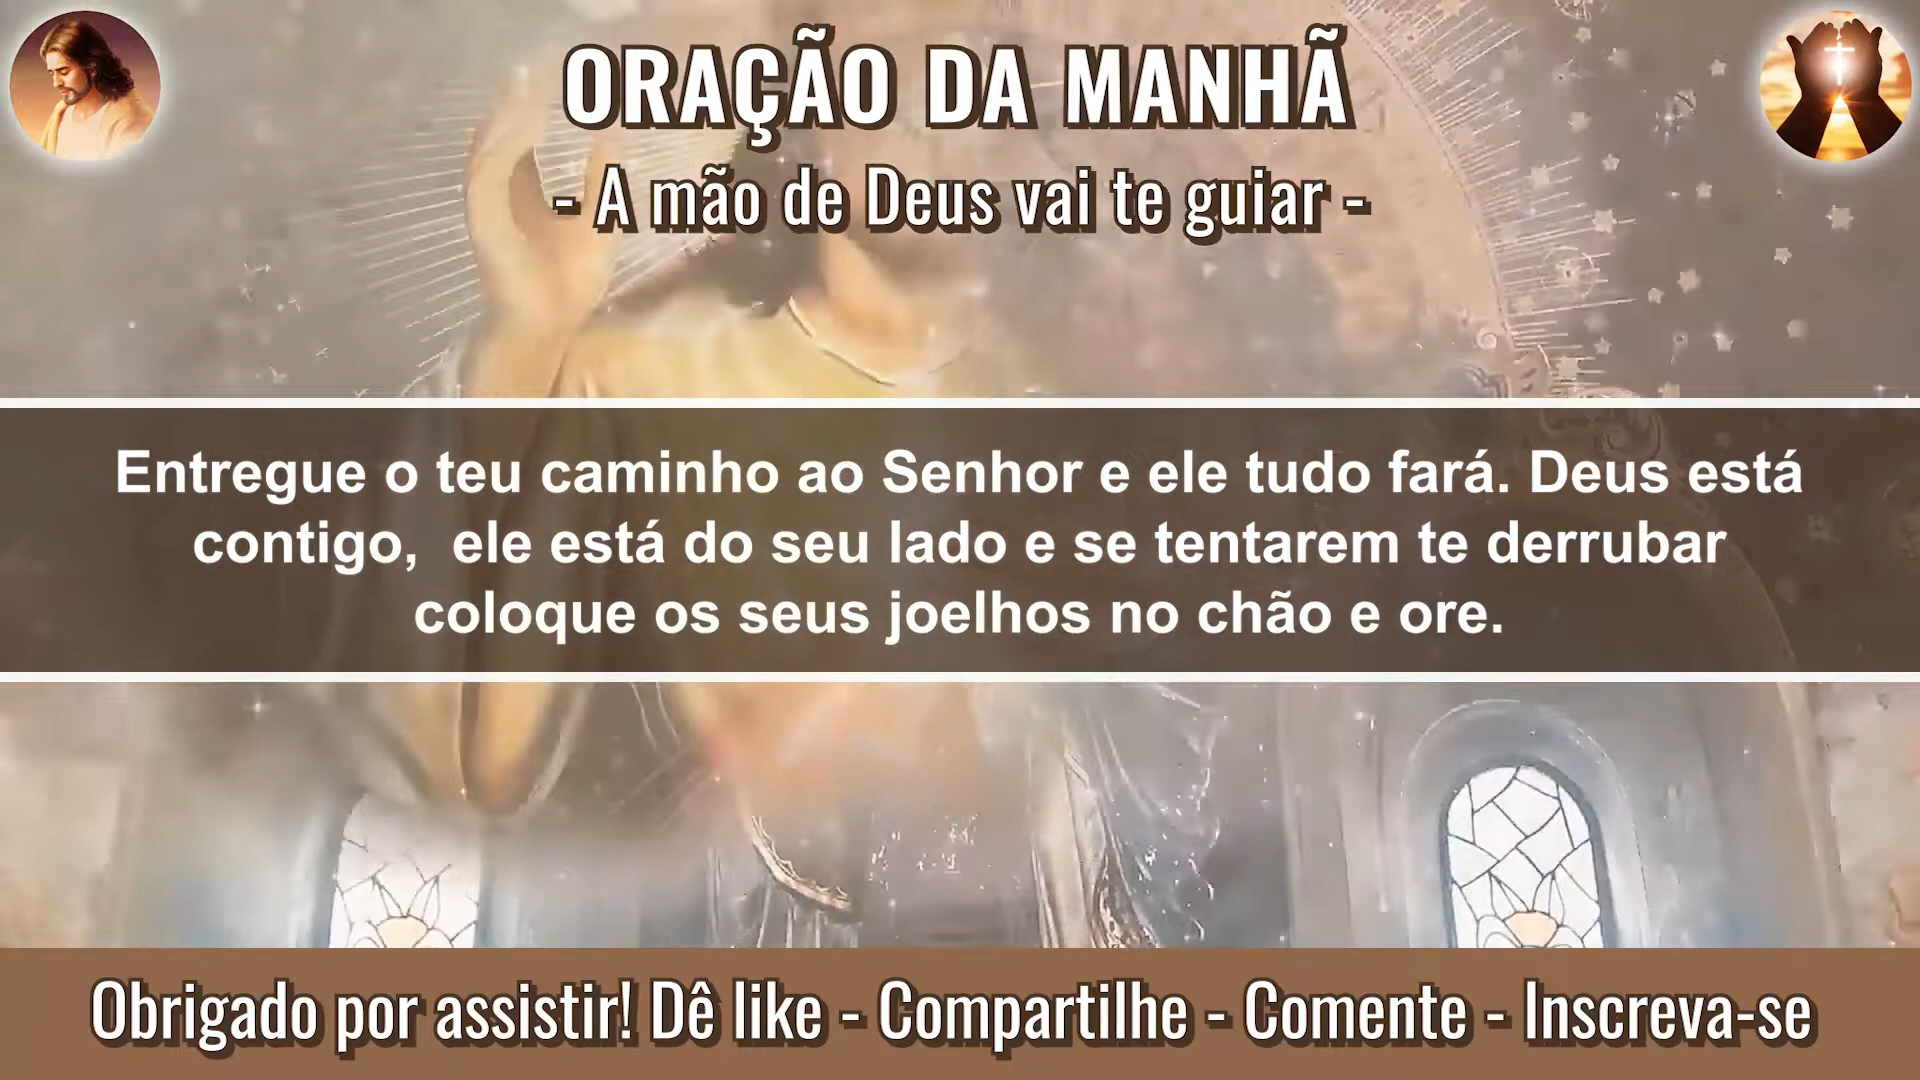 ORAÇÃO DA MANHÃ
- A mão de Deus vai te guiar -
Entregue o teu caminho ao Senhor e ele tudo fará. Deus está
contigo,  ele está do seu lado e se tentarem te derrubar
coloque os seus joelhos no chão e ore.
Obrigado por assistir! Dê like - Compartilhe - Comente - Inscreva-se